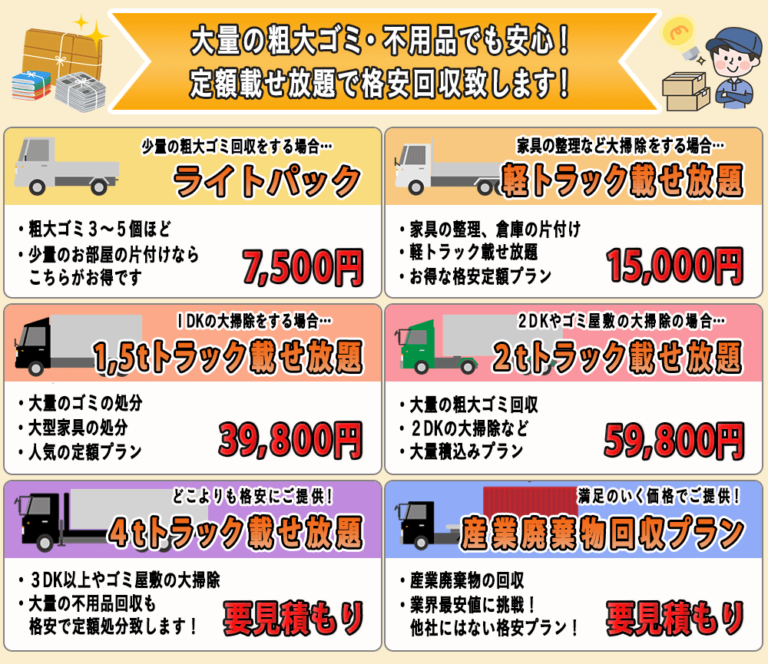 大量の粗大ゴミ・不用品でも安心！
定額載せ放題で格安回収致します！
少量の粗大ゴミ回収をする場合…
ライトパック
・粗大ゴミ３～５個ほど
・少量のお部屋の片付けなら
こちらがお得です
7,500円
家具の整理など大掃除をする場合…
軽トラック載せ放題
・家具の整理、倉庫の片付け
・軽トラック載せ放題
・お得な格安定額プラン
15,000円
1DKの大掃除をする場合…
1,5tトラック載せ放題
・大量のゴミの処分
・大型家具の処分
・人気の定額プラン
39,800円
2DKやゴミ屋敷の大掃除の場合…
2tトラック載せ放題
・大量の粗大ゴミ回収
・2DKの大掃除など
・大量積込みプラン
59,800円
どこよりも格安にご提供！
4tトラック載せ放題
・3DK以上やゴミ屋敷の大掃除
・大量の不用品回収も
格安で定額処分致します！
要見積もり
満足のいく価格でご提供！
産業廃棄物回収プラン
・産業廃棄物の回収
・業界最安値に挑戦！
他社にはない格安プラン！
要見積もり